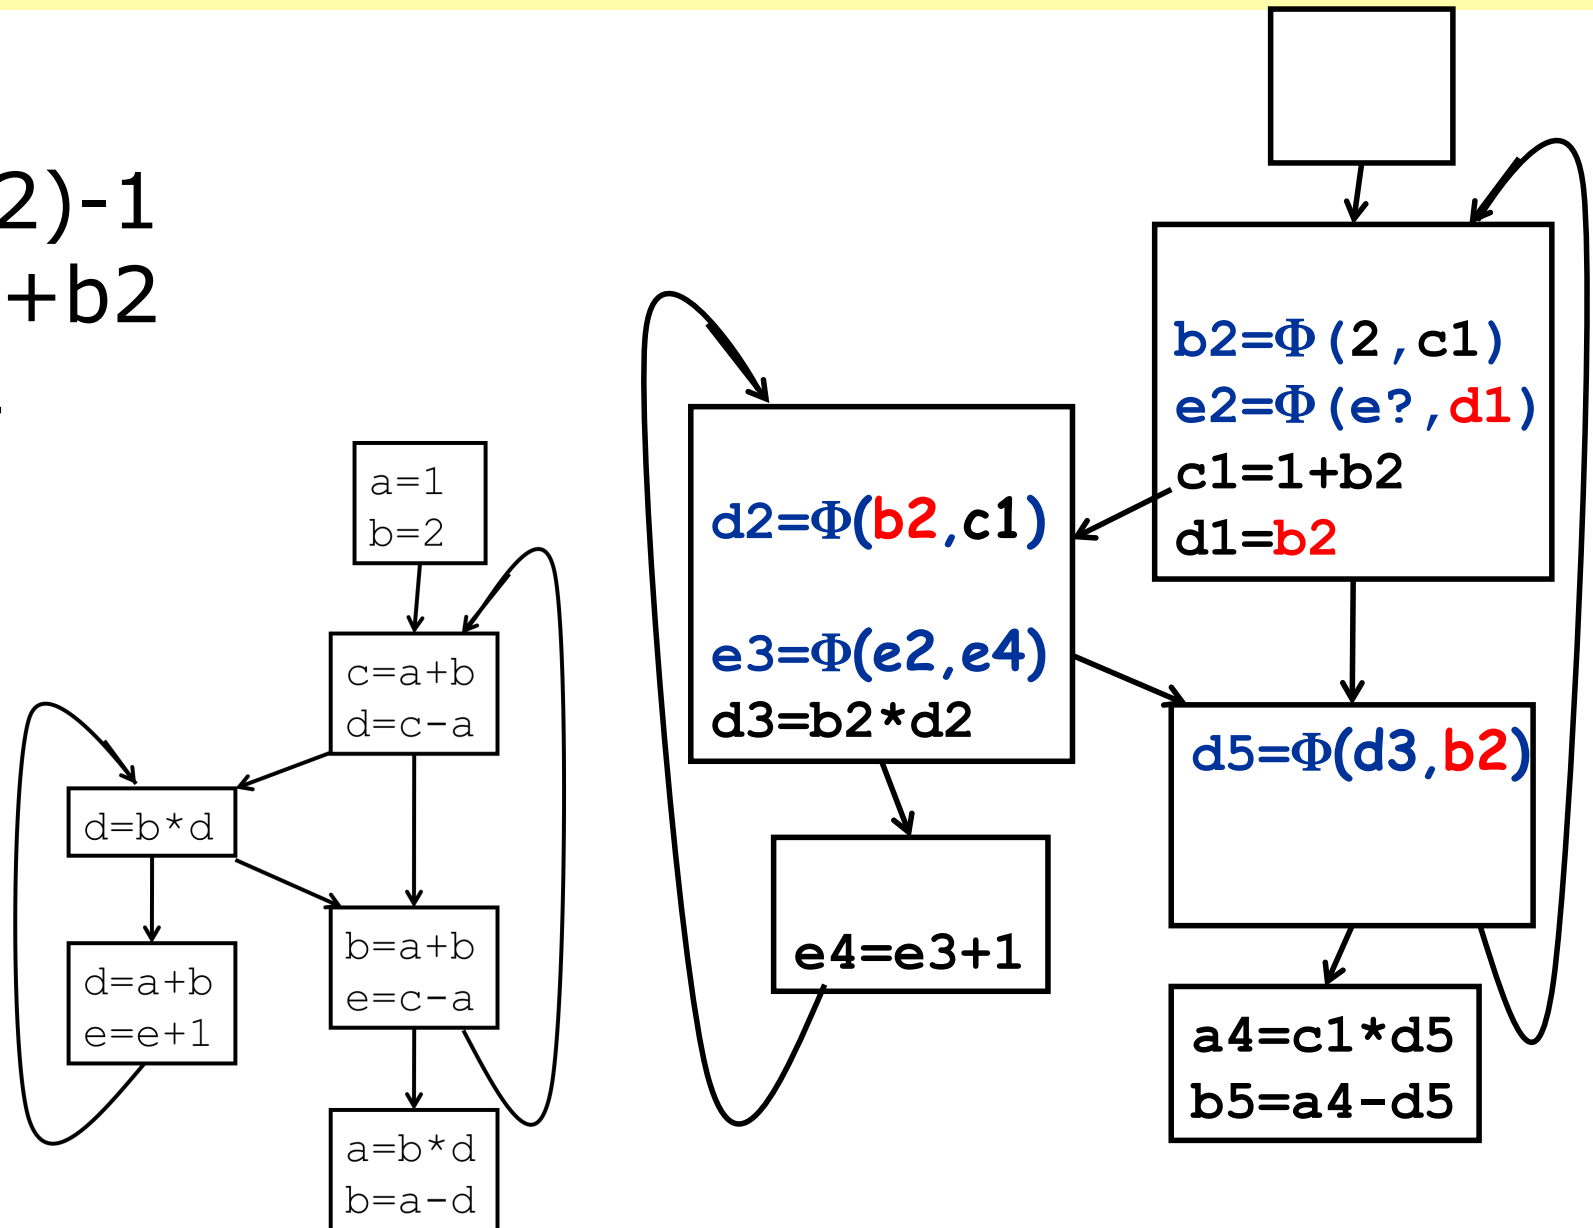 2)-1
+b2
a=1
b=2
c=a+b
d=c-a
d=b*d
d=a+b
e=e+1
b=a+b
e=c-a
a=b*d
b=a-d
b2=Φ(2,c1)
e2=Φ(e?,d1)
c1=1+b2
d1=b2
d2=Φ(b2,c1)
e3=Φ(e2,e4)
d3=b2*d2
e4=e3+1
d5=Φ(d3,b2)
a4=c1*d5
b5=a4-d5